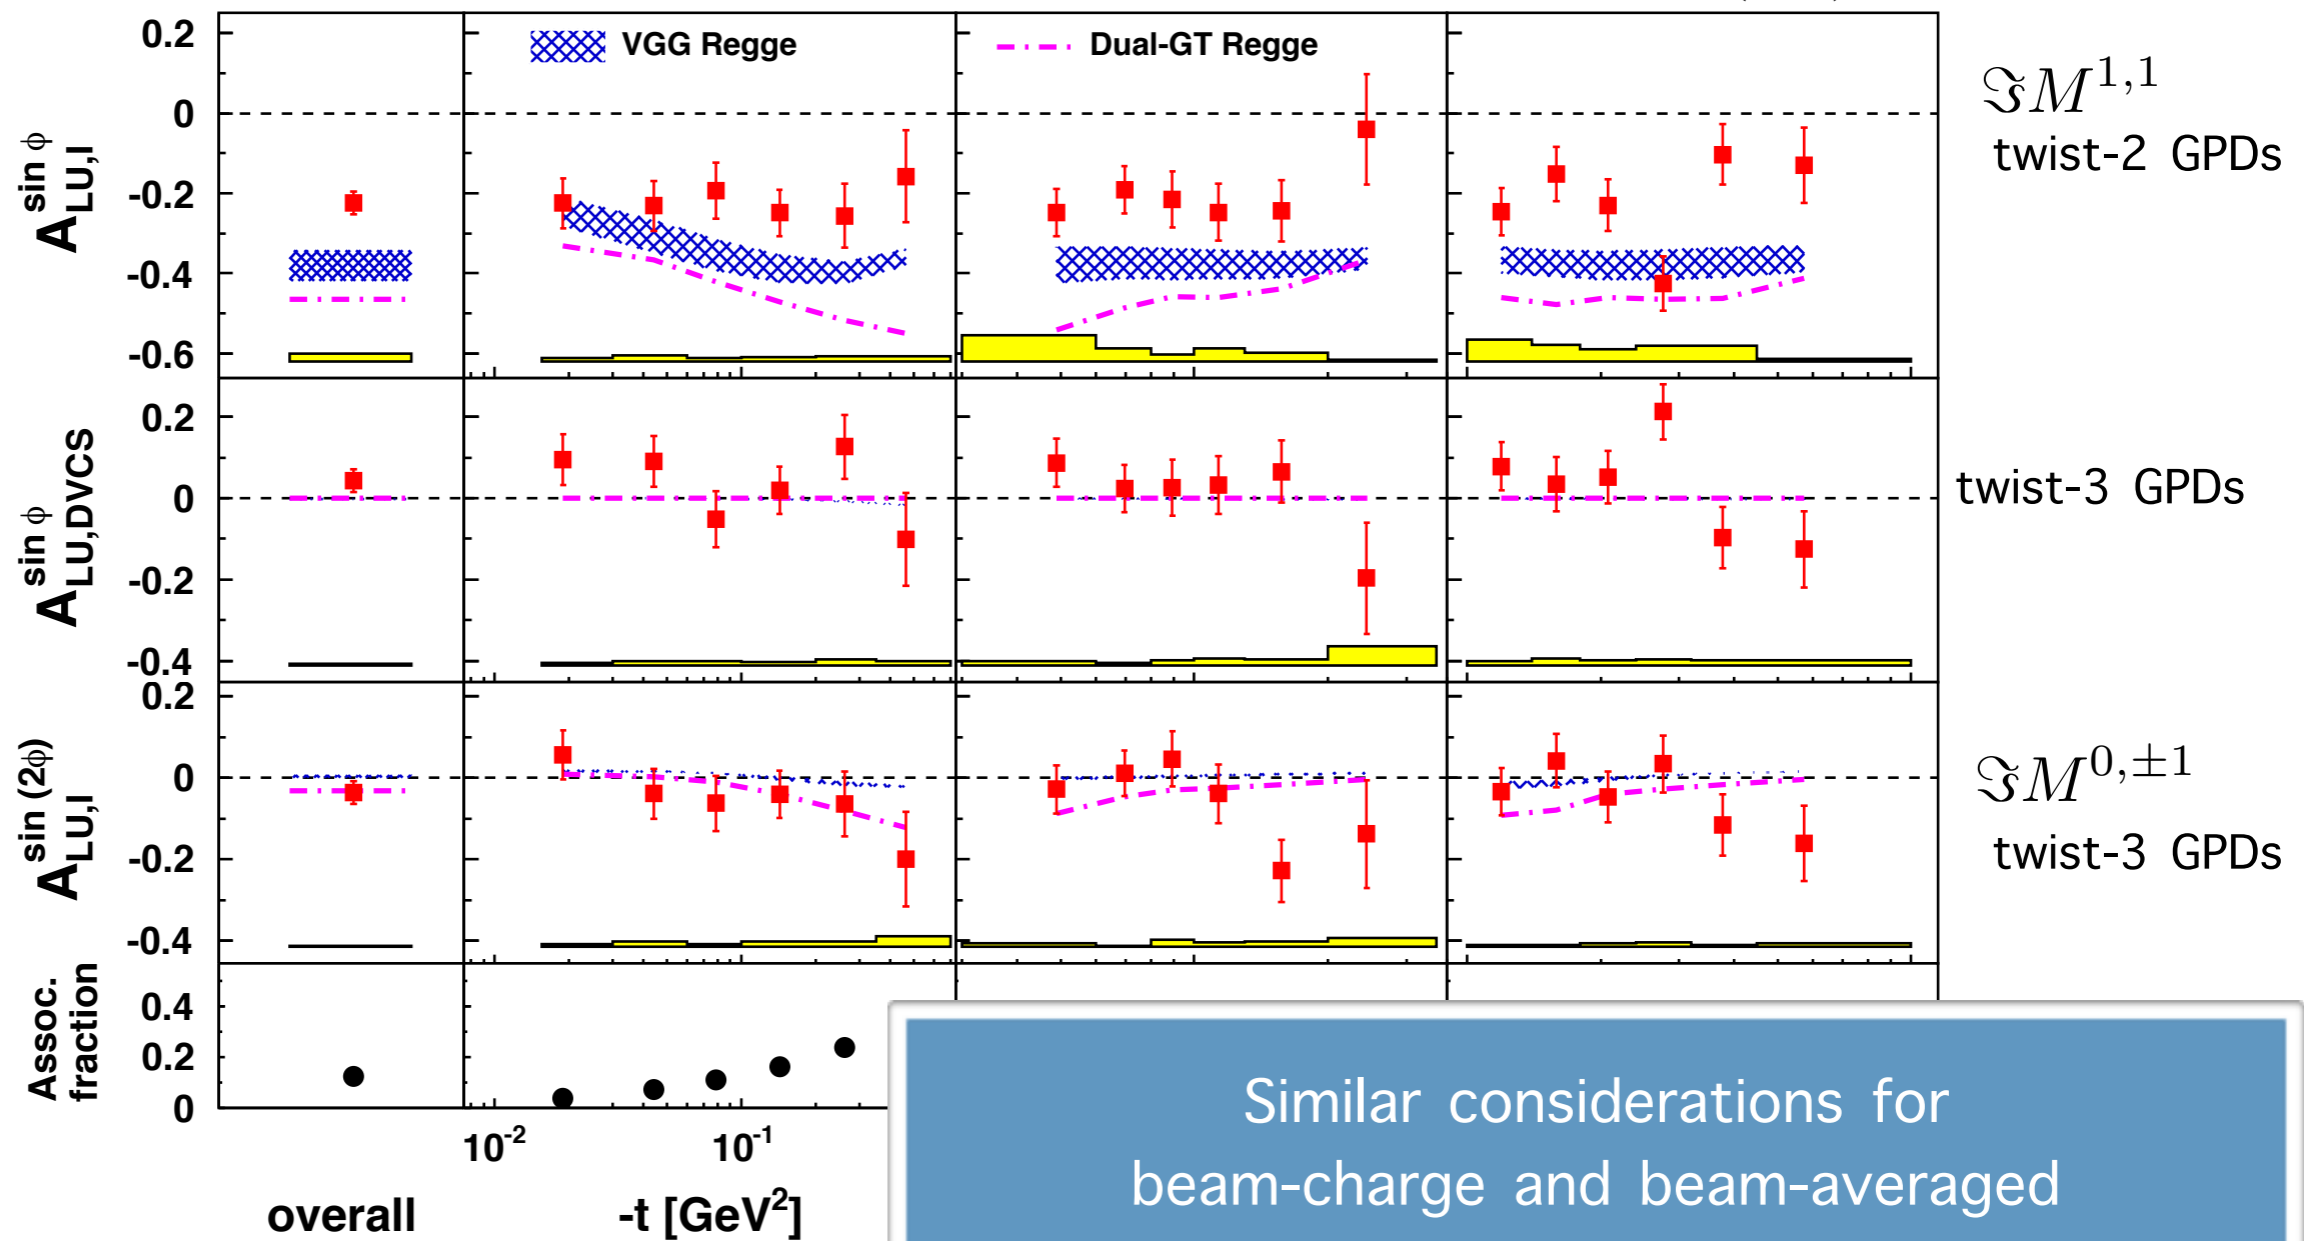 VGG Regge
Dual-GT Regge
0.2
0
-0.2
-0.4
-0.6
A_{LU,I}^{sin ϕ}
ℑM^{1,1}
twist-2 GPDs
0.2
0
-0.2
-0.4
A_{LU,DVCS}^{sin ϕ}
twist-3 GPDs
0.2
0
-0.2
-0.4
A_{LU,I}^{sin (2ϕ)}
ℑM^{0,±1}
twist-3 GPDs
Assoc.
fraction
0.4
0.2
0
10^{-2}
10^{-1}
overall
-t [GeV²]
Similar considerations for
beam-charge and beam-averaged